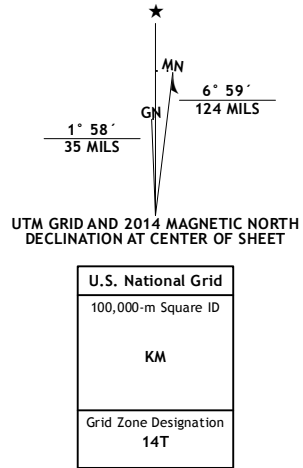 ★
MN
GN
6° 59´
124 MILS
1° 58´
35 MILS
UTM GRID AND 2014 MAGNETIC NORTH
DECLINATION AT CENTER OF SHEET
U.S. National Grid
100,000-m Square ID
KM
Grid Zone Designation
14T